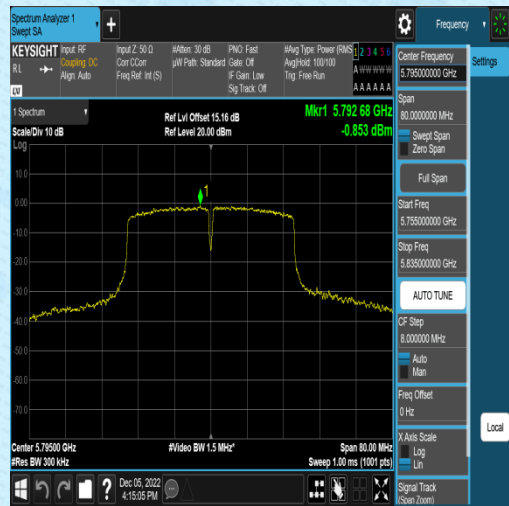 Spectrum Analyzer 1
Swept SA
Frequency
KEYSIGHT
Input: RF
Coupling: DC
Align: Auto
Input Z: 50 Ω
Corr CCorr
Freq Ref: Int (S)
#Atten: 30 dB
µW Path: Standard
PNO: Fast
Gate: Off
IF Gain: Low
Sig Track: Off
#Avg Type: Power (RMS
Avg|Hold: 100/100
Trig: Free Run
1 2 3 4 5 6
A W W W W W
A A A A A A
R L
LXI
Center Frequency
5.795000000 GHz
Settings
Span
80.0000000 MHz
Swept Span
Zero Span
Full Span
Start Freq
5.755000000 GHz
Stop Freq
5.835000000 GHz
AUTO TUNE
CF Step
8.000000 MHz
Auto
Man
Freq Offset
0 Hz
X Axis Scale
Log
Lin
Signal Track
(Span Zoom)
Local
1 Spectrum
Scale/Div 10 dB
Log
Ref Lvl Offset 15.16 dB
Ref Level 20.00 dBm
Mkr1 5.792 68 GHz
-0.853 dBm
1
10.0
0.00
-10.0
-20.0
-30.0
-40.0
-50.0
-60.0
-70.0
Center 5.79500 GHz
#Res BW 300 kHz
#Video BW 1.5 MHz*
Span 80.00 MHz
Sweep 1.00 ms (1001 pts)
Dec 05, 2022
4:15:05 PM